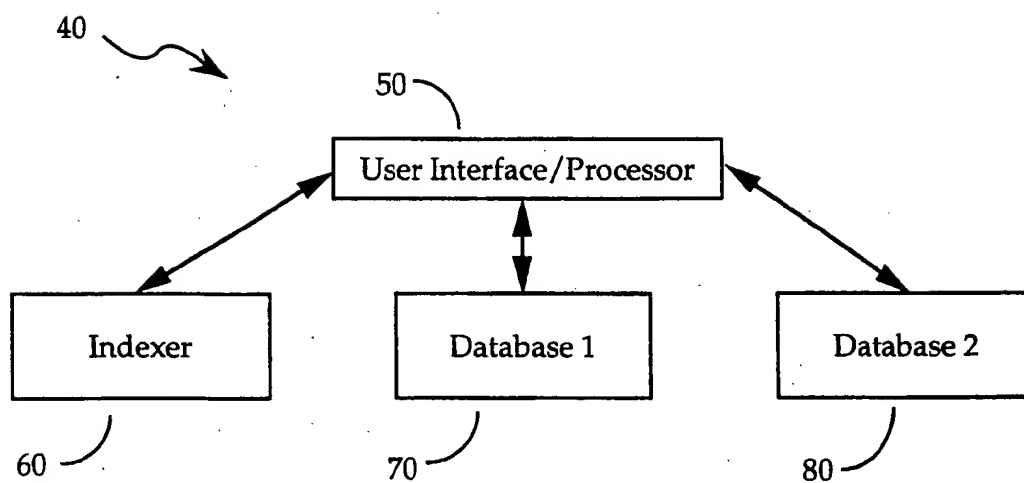 40
50
User Interface/Processor
Indexer
Database 1
Database 2
60
70
80